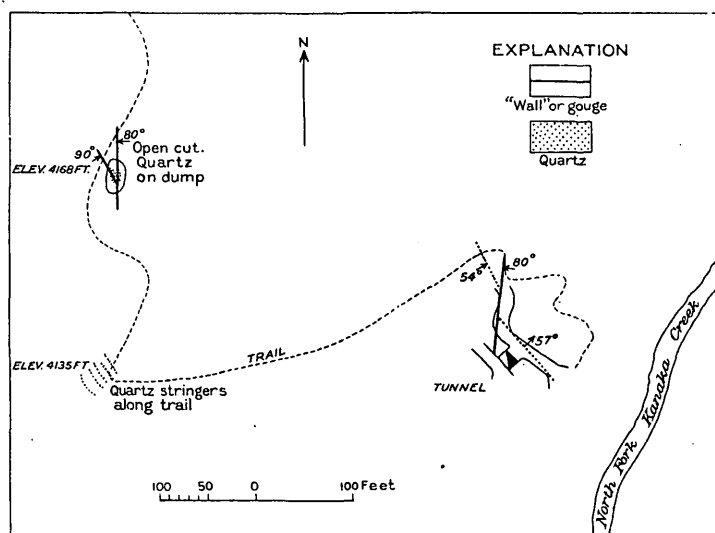 N
EXPLANATION
"Wall" or gouge
Quartz
80°
90°
Open cut.
Quartz
on dump
ELEV. 4168 FT.
54°
80°
57°
TUNNEL
TRAIL
ELEV. 4135 FT
Quartz stringers
along trail
North Fork Kanaka Creek
100 50 0 100 Feet